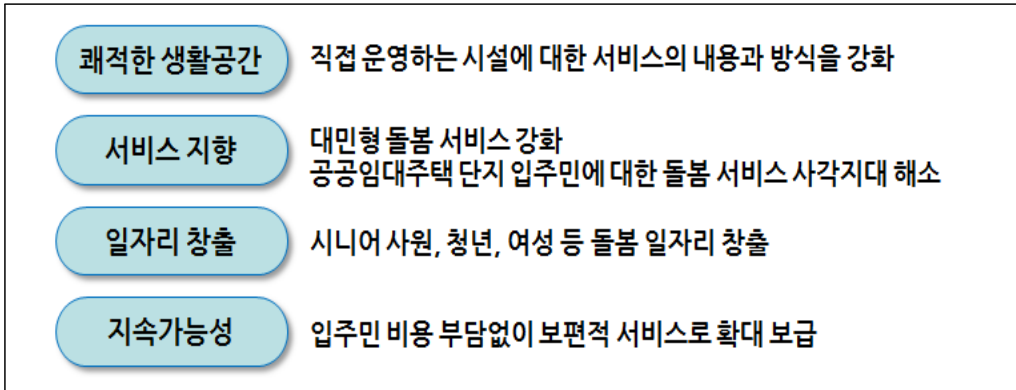 쾌적한 생활공간
직접 운영하는 시설에 대한 서비스의 내용과 방식을 강화
서비스 지향
대민형 돌봄 서비스 강화
공공임대주택 단지 입주민에 대한 돌봄 서비스 사각지대 해소
일자리 창출
시니어 사원, 청년, 여성 등 돌봄 일자리 창출
지속가능성
입주민 비용 부담없이 보편적 서비스로 확대 보급